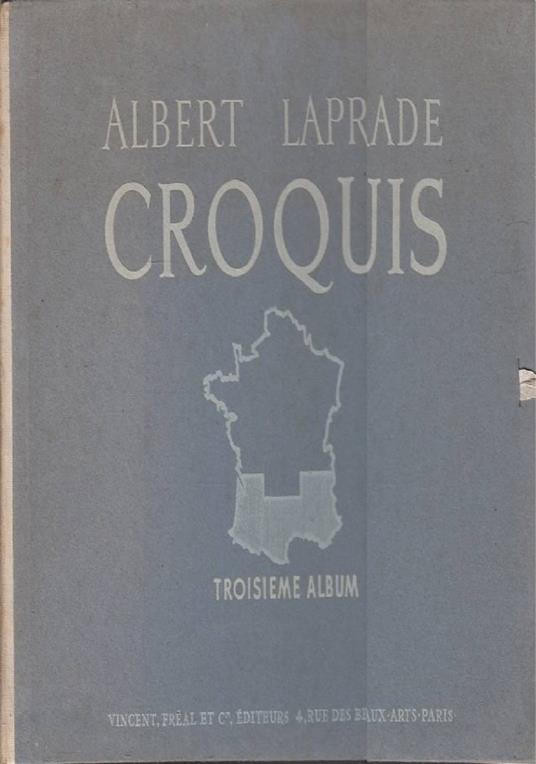 ALBERT LAPRADE
CROQUIS
TROISIEME ALBUM
VINCENT, FRÉAL ET Cie, ÉDITEURS 4, RUE DES BEAUX-ARTS-PARIS